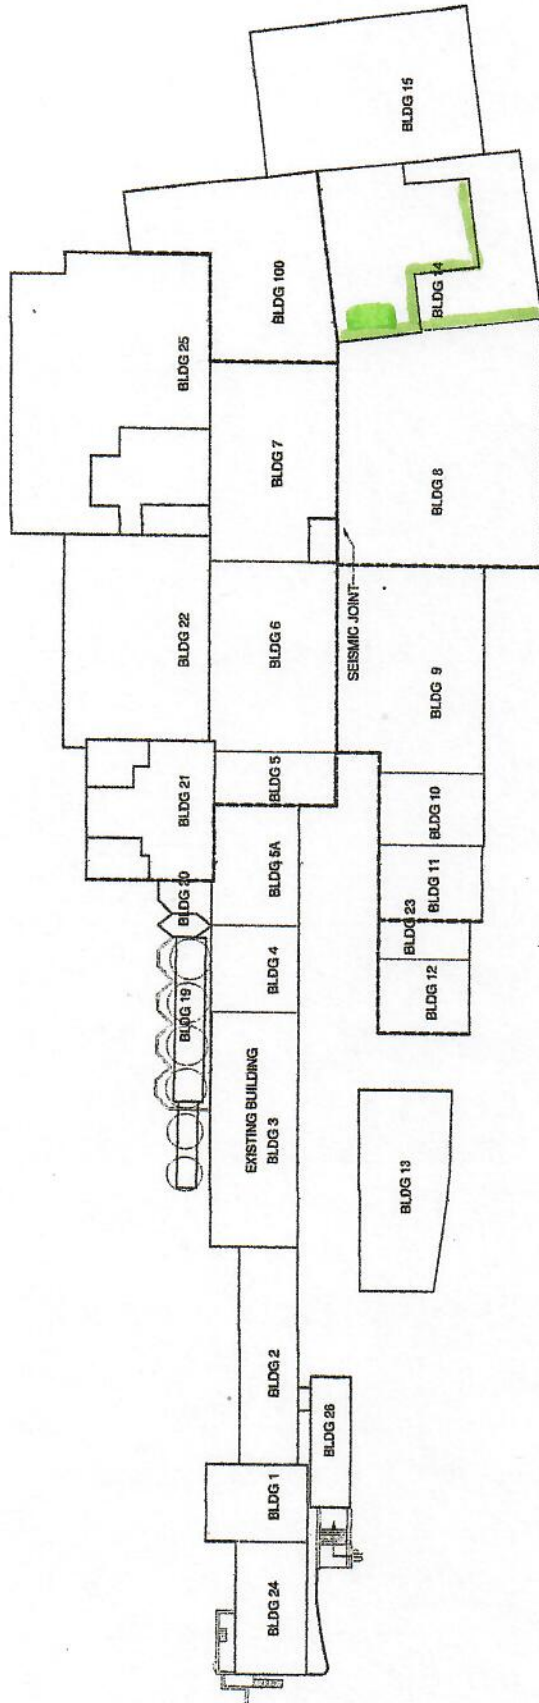 BLDG 15
BLDG 100
BLDG 14
BLDG 25
BLDG 7
BLDG 8
SEISMIC JOINT
BLDG 22
BLDG 6
BLDG 9
BLDG 5
BLDG 21
BLDG 10
BLDG 5A
BLDG 11
BLDG 20
BLDG 23
BLDG 4
BLDG 12
BLDG 19
EXISTING BUILDING
BLDG 3
BLDG 13
BLDG 2
BLDG 26
BLDG 1
UP
BLDG 24